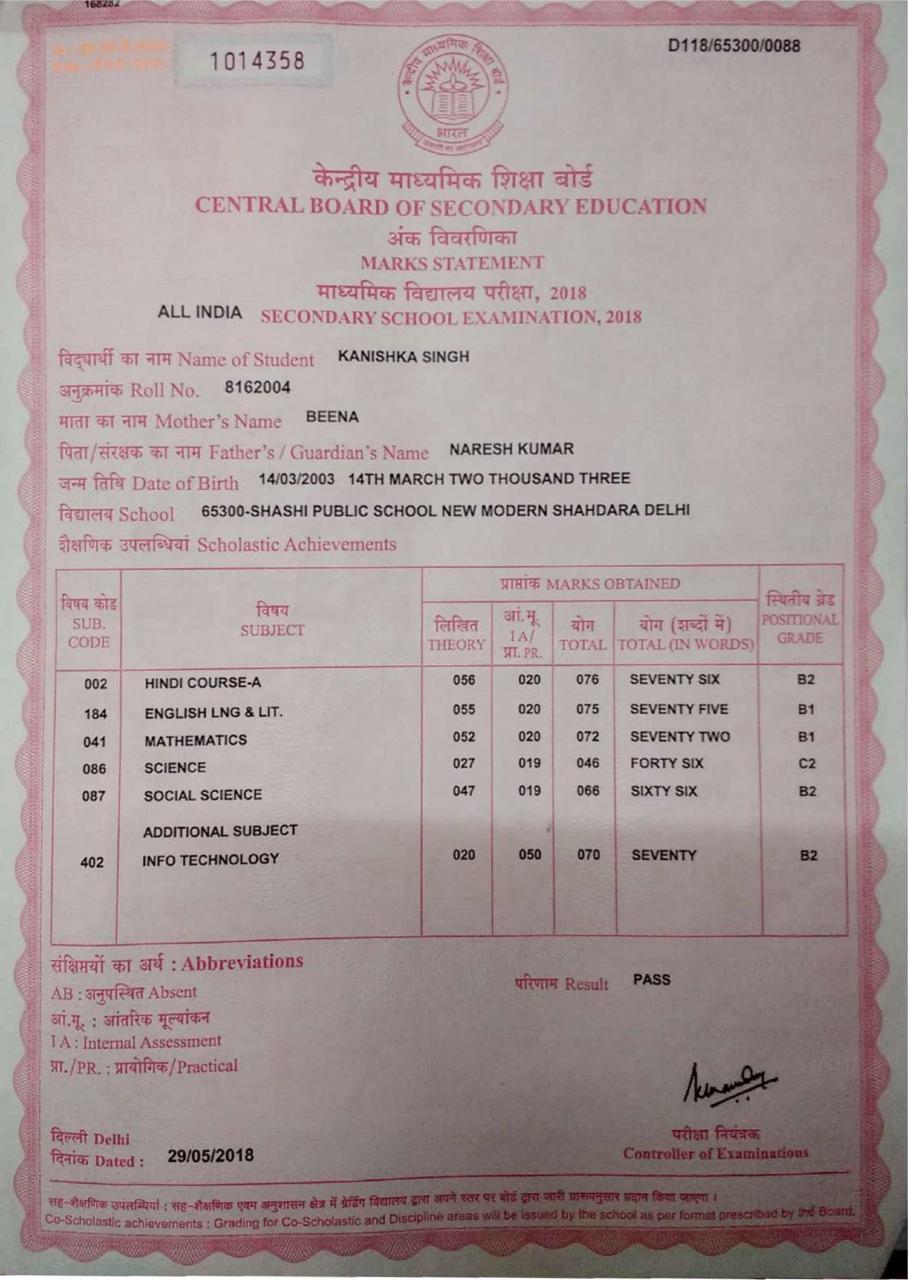 168282
1014358
D118/65300/0088
केन्द्रीय माध्यमिक शिक्षा बोर्ड
भारत
केन्द्रीय माध्यमिक शिक्षा बोर्ड
CENTRAL BOARD OF SECONDARY EDUCATION
अंक विवरणिका
MARKS STATEMENT
माध्यमिक विद्यालय परीक्षा, 2018
ALL INDIA SECONDARY SCHOOL EXAMINATION, 2018
विद्यार्थी का नाम Name of Student KANISHKA SINGH
अनुक्रमांक Roll No. 8162004
माता का नाम Mother's Name BEENA
पिता/संरक्षक का नाम Father's / Guardian's Name NARESH KUMAR
जन्म तिथि Date of Birth 14/03/2003 14TH MARCH TWO THOUSAND THREE
विद्यालय School 65300-SHASHI PUBLIC SCHOOL NEW MODERN SHAHDARA DELHI
शैक्षणिक उपलब्धियां Scholastic Achievements
विषय कोड SUB. CODE
विषय SUBJECT
प्राप्तांक MARKS OBTAINED
लिखित THEORY
आं.मू. I A/ प्रा. PR.
योग TOTAL
योग (शब्दों में) TOTAL (IN WORDS)
स्थितीय ग्रेड POSITIONAL GRADE
002 HINDI COURSE-A 056 020 076 SEVENTY SIX B2
184 ENGLISH LNG & LIT. 055 020 075 SEVENTY FIVE B1
041 MATHEMATICS 052 020 072 SEVENTY TWO B1
086 SCIENCE 027 019 046 FORTY SIX C2
087 SOCIAL SCIENCE 047 019 066 SIXTY SIX B2
ADDITIONAL SUBJECT
402 INFO TECHNOLOGY 020 050 070 SEVENTY B2
संक्षिप्तियों का अर्थ : Abbreviations
परिणाम Result PASS
AB : अनुपस्थित Absent
आं.मू. : आंतरिक मूल्यांकन
I A : Internal Assessment
प्रा./PR. : प्रायोगिक/Practical
दिल्ली Delhi
दिनांक Dated : 29/05/2018
परीक्षा नियंत्रक
Controller of Examinations
सह-शैक्षणिक उपलब्धियां : सह-शैक्षणिक एवम अनुशासन क्षेत्र में ग्रेडिंग विद्यालय द्वारा अपने स्तर पर बोर्ड द्वारा जारी प्रारूपनुसार प्रदान किया जाएगा ।
Co-Scholastic achievements : Grading for Co-Scholastic and Discipline areas will be issued by the school as per format prescribed by the Board.